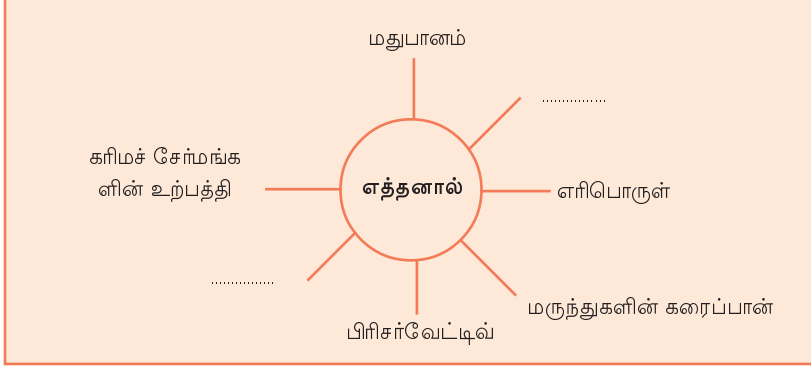 மதுபானம்
...............
கரிமச் சேர்மங்க
ளின் உற்பத்தி
எத்தனால்
எரிபொருள்
...............
மருந்துகளின் கரைப்பான்
பிரிசர்வேட்டிவ்